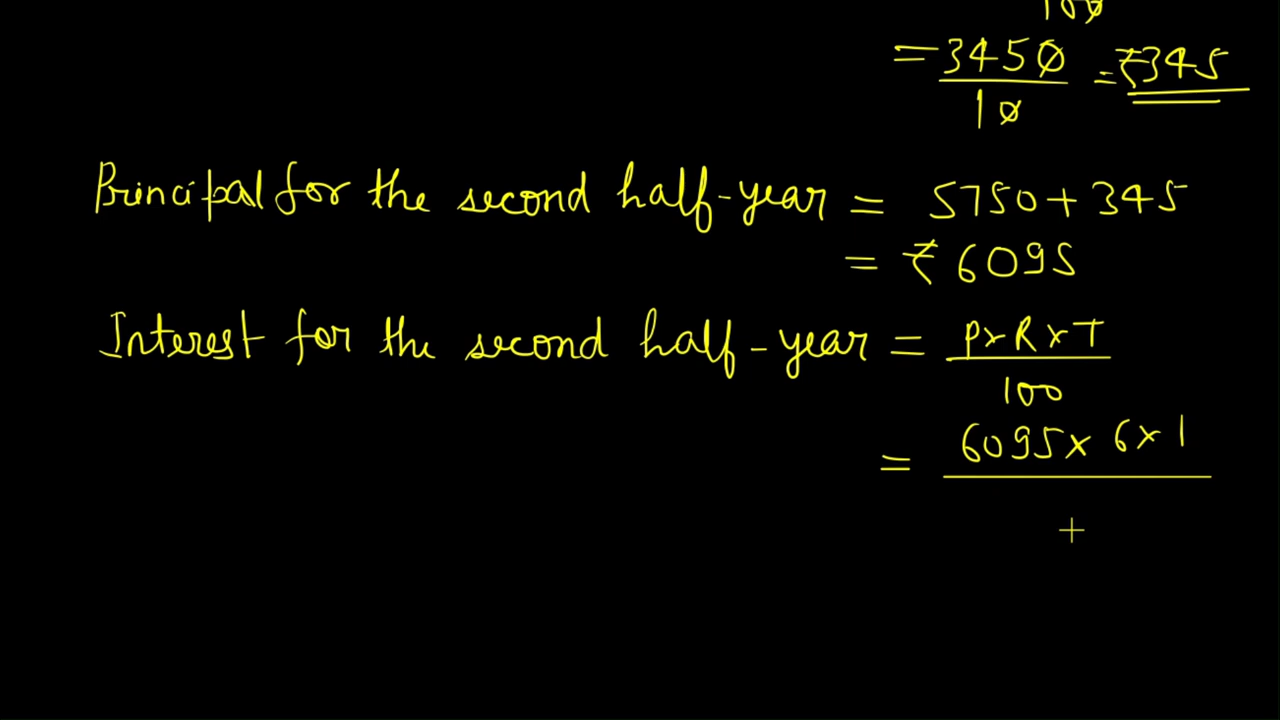 100
= 3450 / 10 = ₹345
Principal for the second half-year = 5750 + 345
= ₹6095
Interest for the second half-year = P×R×T / 100
= 6095 × 6 × 1